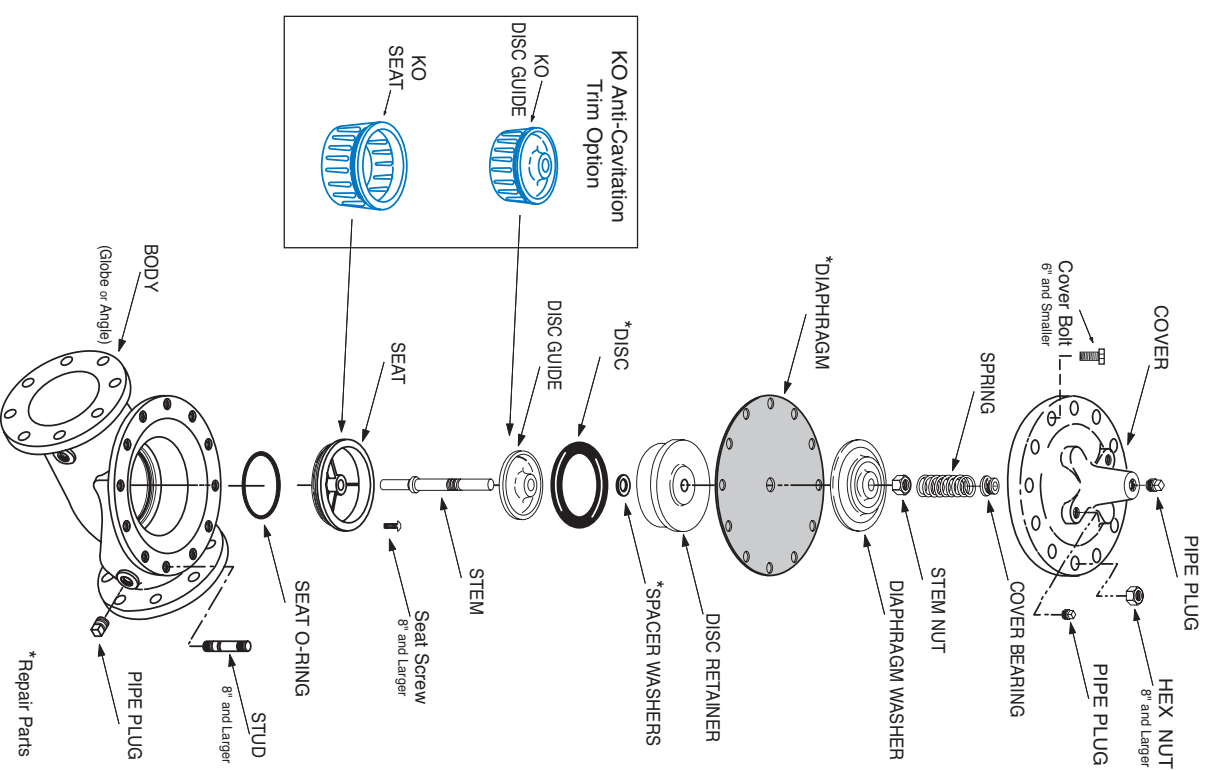 PIPE PLUG
HEX NUT
8" and Larger
PIPE PLUG
COVER
Cover Bolt
6" and Smaller
COVER BEARING
SPRING
STEM NUT
DIAPHRAGM WASHER
*DIAPHRAGM
DISC RETAINER
*SPACER WASHERS
*DISC
DISC GUIDE
STEM
Seat Screw
8" and Larger
SEAT
SEAT O-RING
STUD
8" and Larger
PIPE PLUG
BODY
(Globe or Angle)
KO Anti-Cavitation
Trim Option
KO
DISC GUIDE
KO
SEAT
*Repair Parts